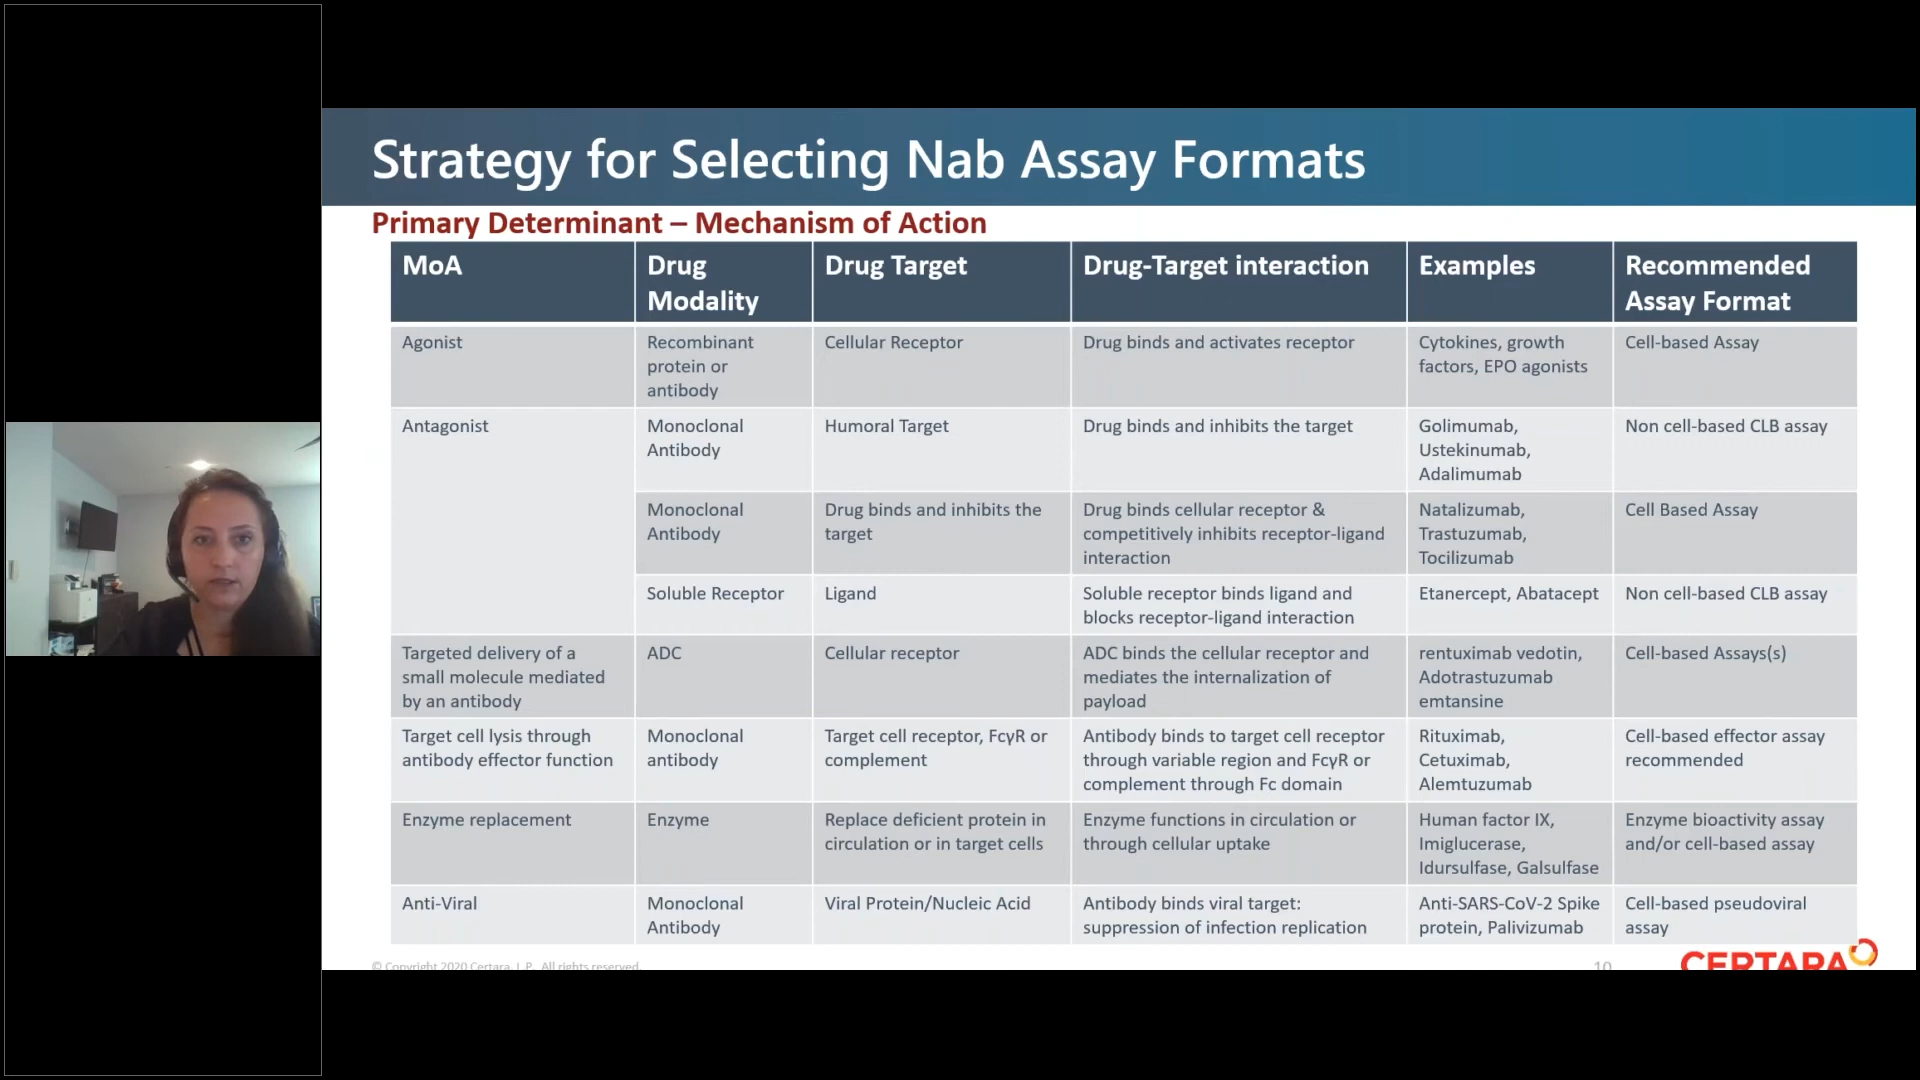 Strategy for Selecting Nab Assay Formats
Primary Determinant – Mechanism of Action
MoA
Drug
Modality
Drug Target
Drug-Target interaction
Examples
Recommended
Assay Format
Agonist
Recombinant
protein or
antibody
Cellular Receptor
Drug binds and activates receptor
Cytokines, growth
factors, EPO agonists
Cell-based Assay
Antagonist
Monoclonal
Antibody
Humoral Target
Drug binds and inhibits the target
Golimumab,
Ustekinumab,
Adalimumab
Non cell-based CLB assay
Monoclonal
Antibody
Drug binds and inhibits the
target
Drug binds cellular receptor &
competitively inhibits receptor-ligand
interaction
Natalizumab,
Trastuzumab,
Tocilizumab
Cell Based Assay
Soluble Receptor
Ligand
Soluble receptor binds ligand and
blocks receptor-ligand interaction
Etanercept, Abatacept
Non cell-based CLB assay
Targeted delivery of a
small molecule mediated
by an antibody
ADC
Cellular receptor
ADC binds the cellular receptor and
mediates the internalization of
payload
rentuximab vedotin,
Adotrastuzumab
emtansine
Cell-based Assays(s)
Target cell lysis through
antibody effector function
Monoclonal
antibody
Target cell receptor, FcγR or
complement
Antibody binds to target cell receptor
through variable region and FcγR or
complement through Fc domain
Rituximab,
Cetuximab,
Alemtuzumab
Cell-based effector assay
recommended
Enzyme replacement
Enzyme
Replace deficient protein in
circulation or in target cells
Enzyme functions in circulation or
through cellular uptake
Human factor IX,
Imiglucerase,
Idursulfase, Galsulfase
Enzyme bioactivity assay
and/or cell-based assay
Anti-Viral
Monoclonal
Antibody
Viral Protein/Nucleic Acid
Antibody binds viral target:
suppression of infection replication
Anti-SARS-CoV-2 Spike
protein, Palivizumab
Cell-based pseudoviral
assay
© Copyright 2020 Certara, L.P. All rights reserved.
10
CERTARA